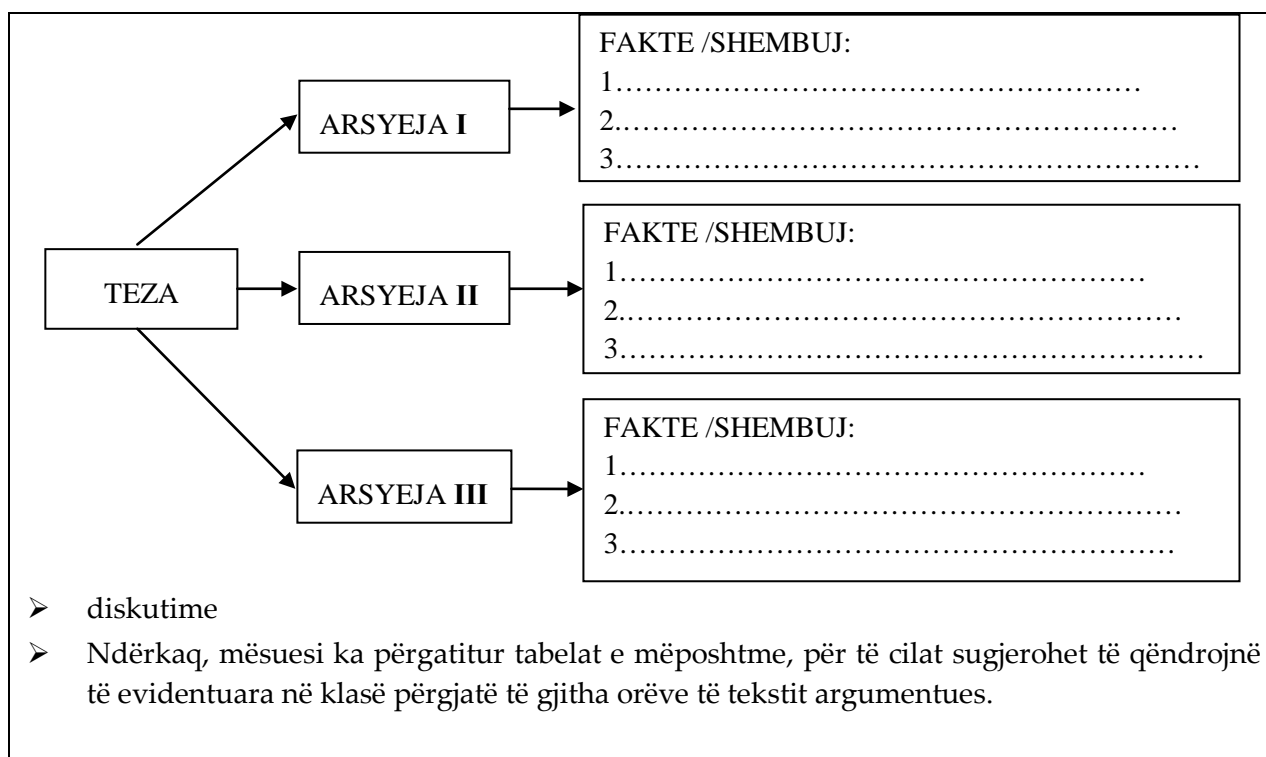 FAKTE /SHEMBUJ:
1……………………………………………
2.…………………………………………………
3……………………………………………………
ARSYEJA I
FAKTE /SHEMBUJ:
1……………………………………………
2.…………………………………………………
3……………………………………………………
TEZA
ARSYEJA II
FAKTE /SHEMBUJ:
1……………………………………………
2.…………………………………………………
3…………………………………………………
ARSYEJA III
➢ diskutime
➢ Ndërkaq, mësuesi ka përgatitur tabelat e mëposhtme, për të cilat sugjerohet të qëndrojnë
të evidentuara në klasë përgjatë të gjitha orëve të tekstit argumentues.